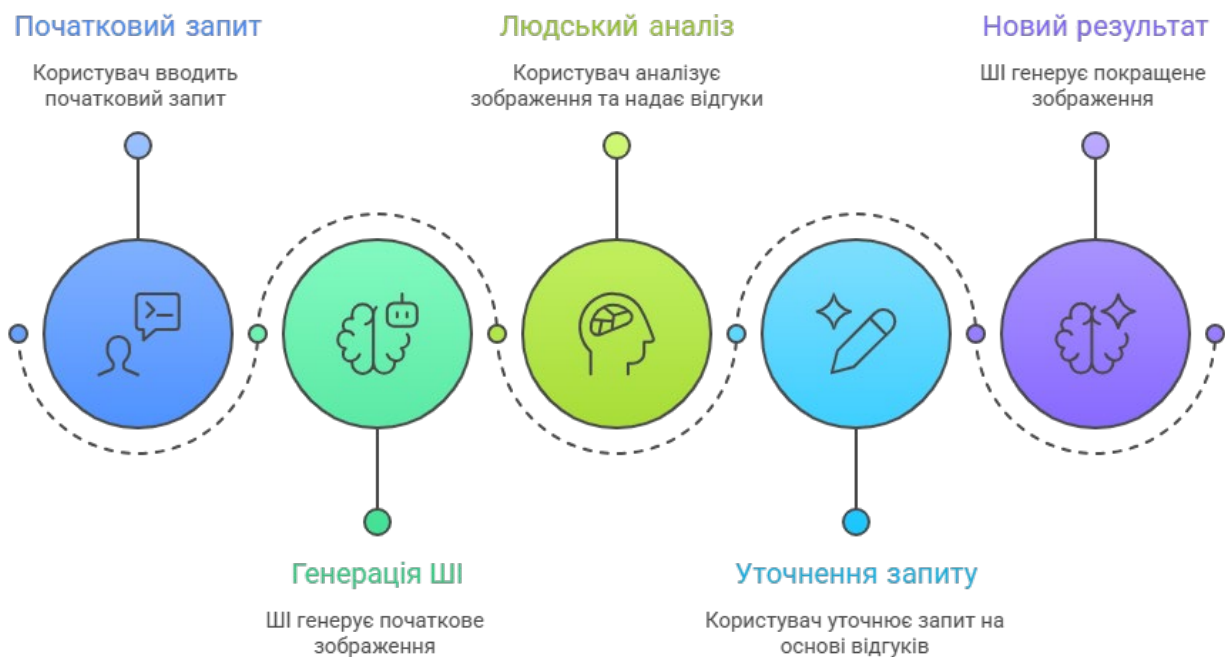 Початковий запит
Користувач вводить
початковий запит
Генерація ШІ
ШІ генерує початкове
зображення
Людський аналіз
Користувач аналізує
зображення та надає відгуки
Уточнення запиту
Користувач уточнює запит на
основі відгуків
Новий результат
ШІ генерує покращене
зображення